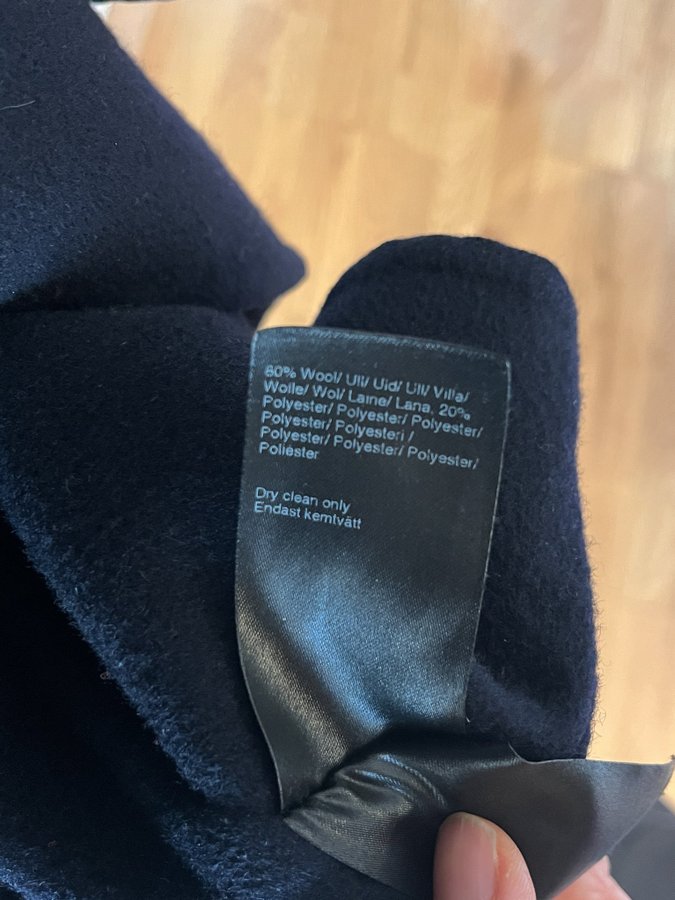 80% Wool/ Ull/ Uld/ Ull/ Villa/
Wolle/ Wol/ Laine/ Lana, 20%
Polyester/ Polyester/ Polyester/
Polyester/ Polyesteri /
Polyester/ Polyester/ Polyester/
Poliester
Dry clean only
Endast kemtvätt